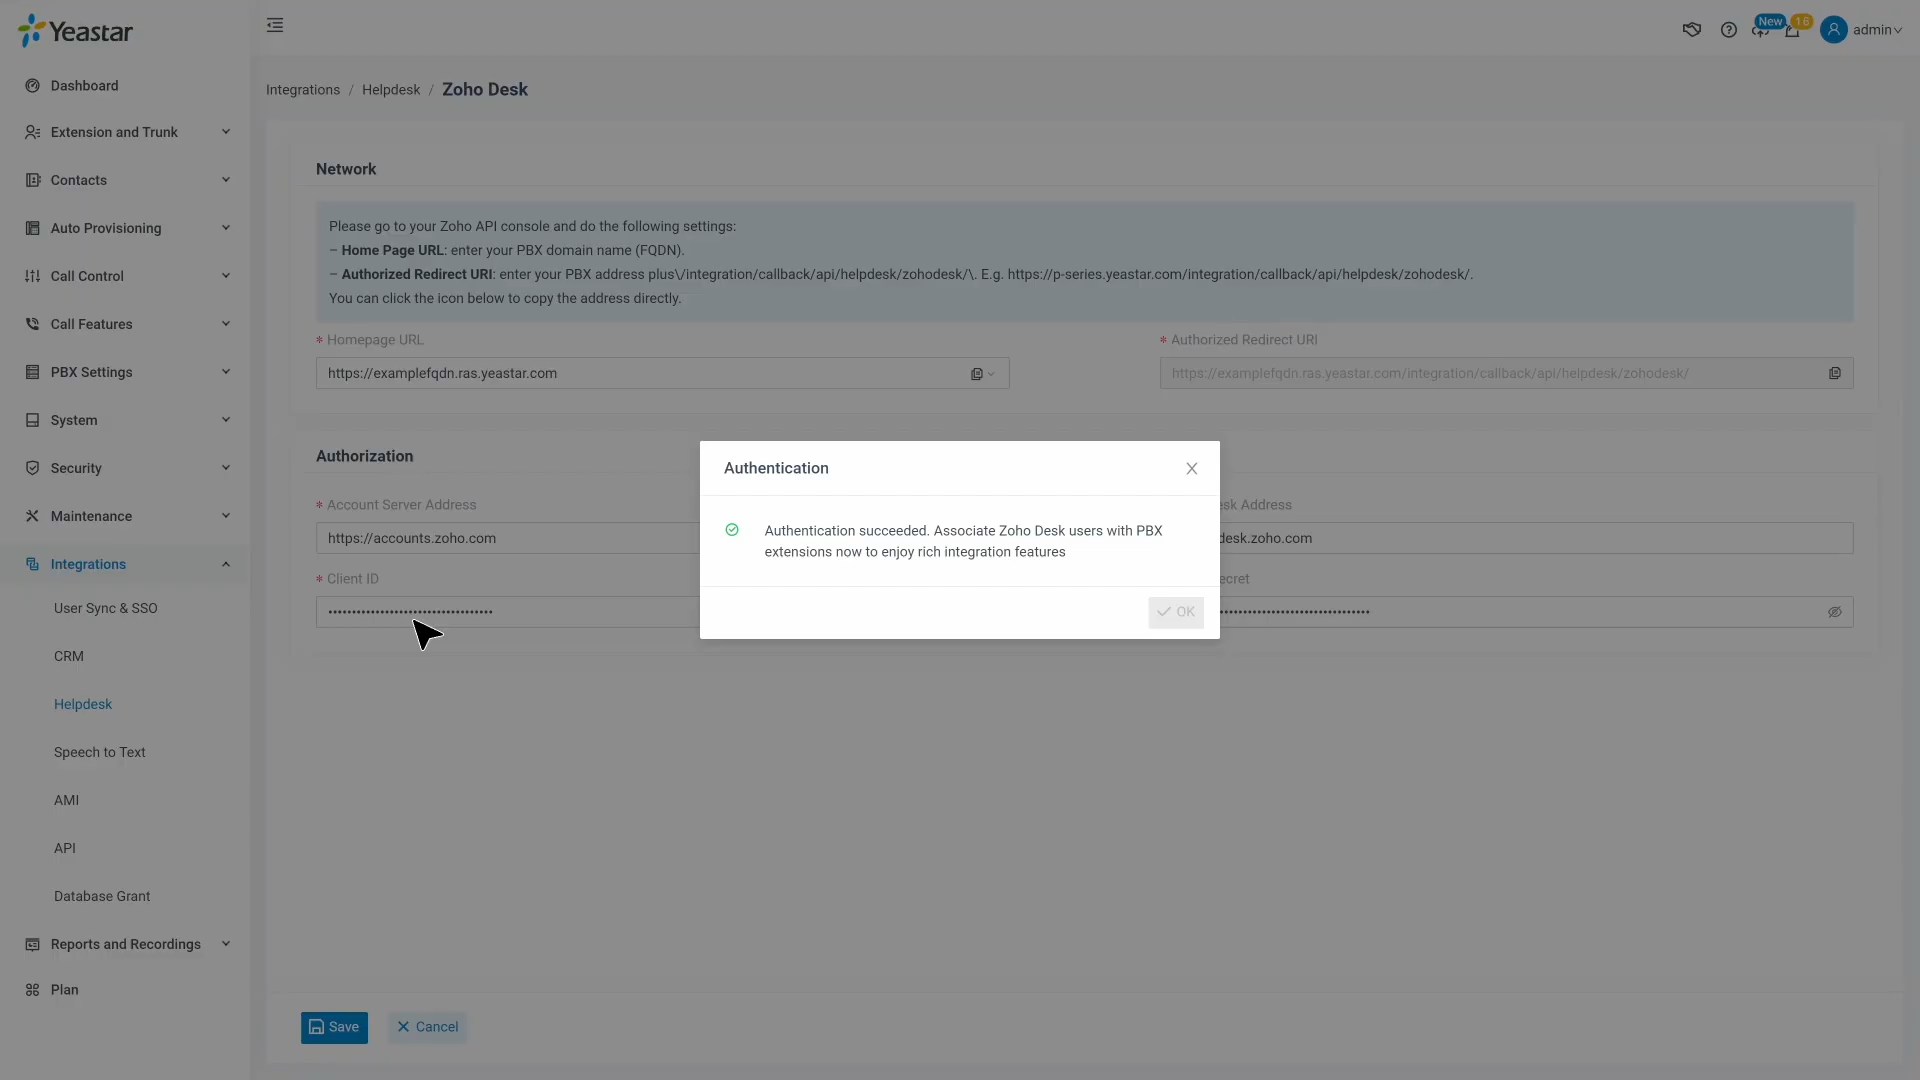 Yeastar
New
16
admin
Dashboard
Extension and Trunk
Contacts
Auto Provisioning
Call Control
Call Features
PBX Settings
System
Security
Maintenance
Integrations
User Sync & SSO
CRM
Helpdesk
Speech to Text
AMI
API
Database Grant
Reports and Recordings
Plan
Integrations / Helpdesk / Zoho Desk
Network
Please go to your Zoho API console and do the following settings:
– Home Page URL: enter your PBX domain name (FQDN).
– Authorized Redirect URI: enter your PBX address plus\/integration/callback/api/helpdesk/zohodesk/\. E.g. https://p-series.yeastar.com/integration/callback/api/helpdesk/zohodesk/.
You can click the icon below to copy the address directly.
* Homepage URL
https://examplefqdn.ras.yeastar.com
* Authorized Redirect URI
https://examplefqdn.ras.yeastar.com/integration/callback/api/helpdesk/zohodesk/
Authorization
* Account Server Address
https://accounts.zoho.com
* Client ID
esk Address
desk.zoho.com
ecret
Authentication
Authentication succeeded. Associate Zoho Desk users with PBX
extensions now to enjoy rich integration features
OK
Save
Cancel